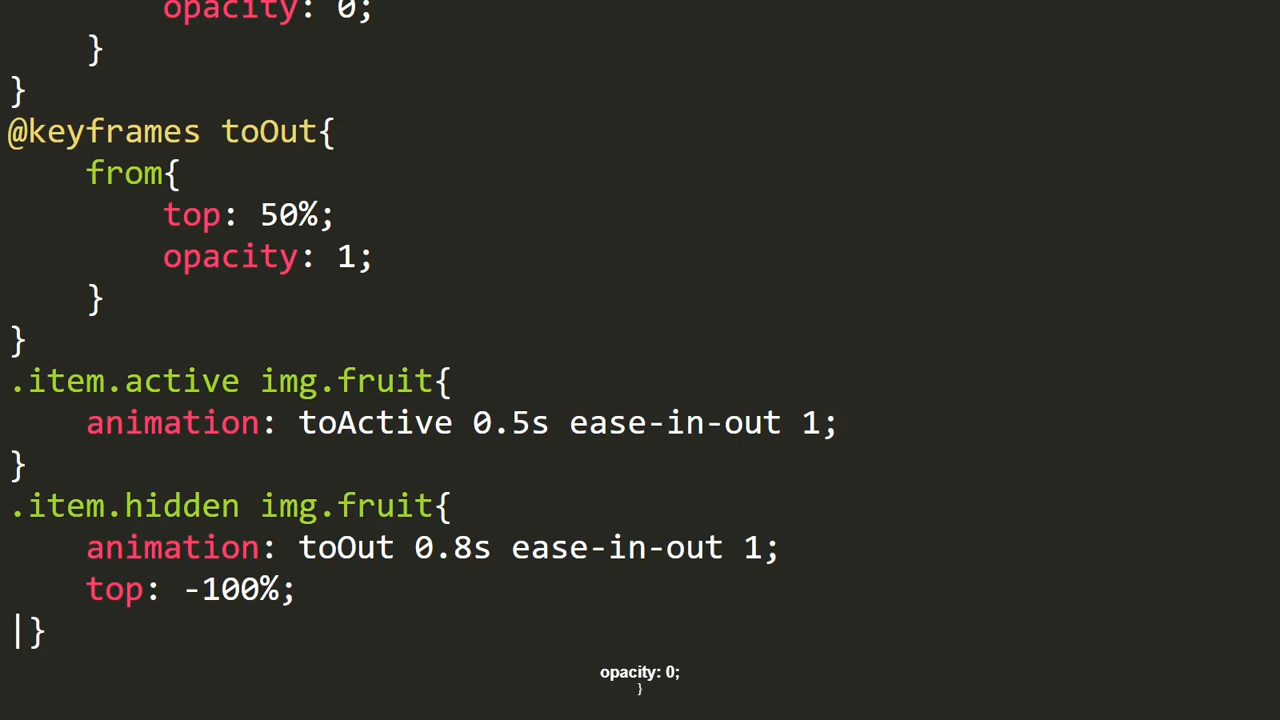 opacity: 0;
}
}
@keyframes toOut{
from{
top: 50%;
opacity: 1;
}
}
.item.active img.fruit{
animation: toActive 0.5s ease-in-out 1;
}
.item.hidden img.fruit{
animation: toOut 0.8s ease-in-out 1;
top: -100%;
}
opacity: 0;
}